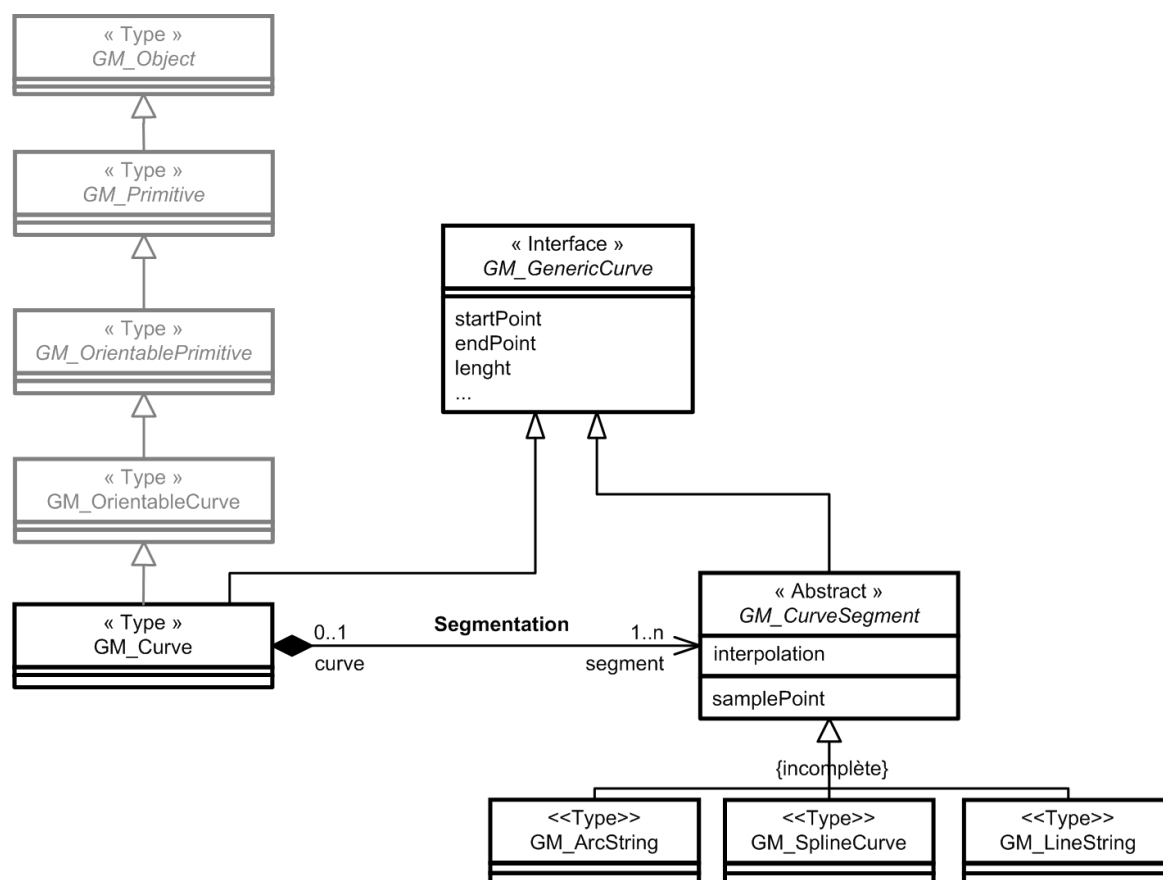 « Type »
GM_Object
« Type »
GM_Primitive
« Type »
GM_OrientablePrimitive
« Type »
GM_OrientableCurve
« Type »
GM_Curve
« Interface »
GM_GenericCurve
startPoint
endPoint
lenght
...
0..1
curve
Segmentation
1..n
segment
« Abstract »
GM_CurveSegment
interpolation
samplePoint
{incomplète}
<<Type>>
GM_ArcString
<<Type>>
GM_SplineCurve
<<Type>>
GM_LineString